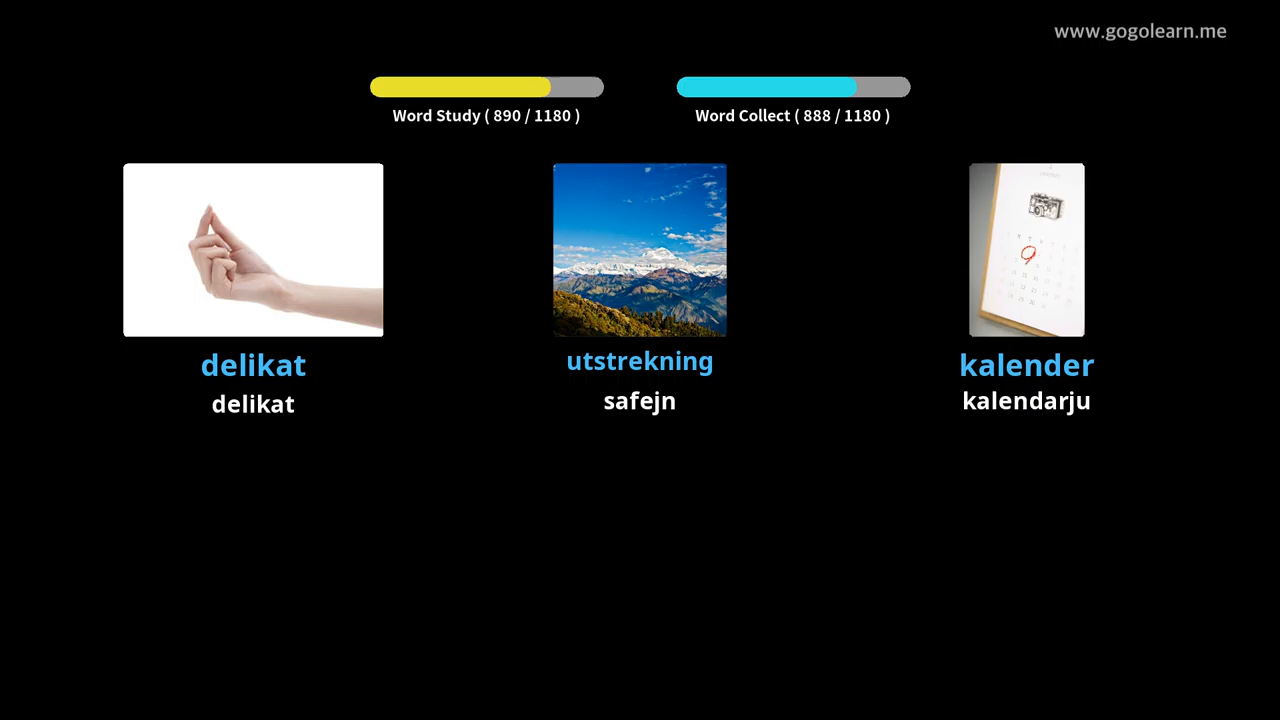 www.gogolearn.me
Word Study ( 890 / 1180 )
Word Collect ( 888 / 1180 )
delikat
delikat
utstrekning
safejn
kalender
kalendarju